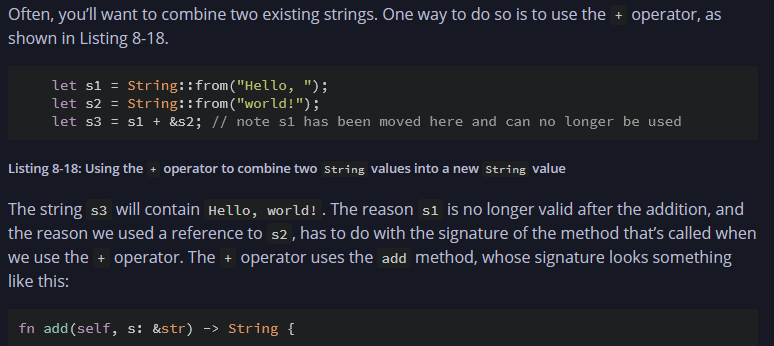 Often, you’ll want to combine two existing strings. One way to do so is to use the + operator, as
shown in Listing 8-18.
let s1 = String::from("Hello, ");
let s2 = String::from("world!");
let s3 = s1 + &s2; // note s1 has been moved here and can no longer be used
Listing 8-18: Using the + operator to combine two String values into a new String value
The string s3 will contain Hello, world! . The reason s1 is no longer valid after the addition, and
the reason we used a reference to s2 , has to do with the signature of the method that’s called when
we use the + operator. The + operator uses the add method, whose signature looks something
like this:
fn add(self, s: &str) -> String {